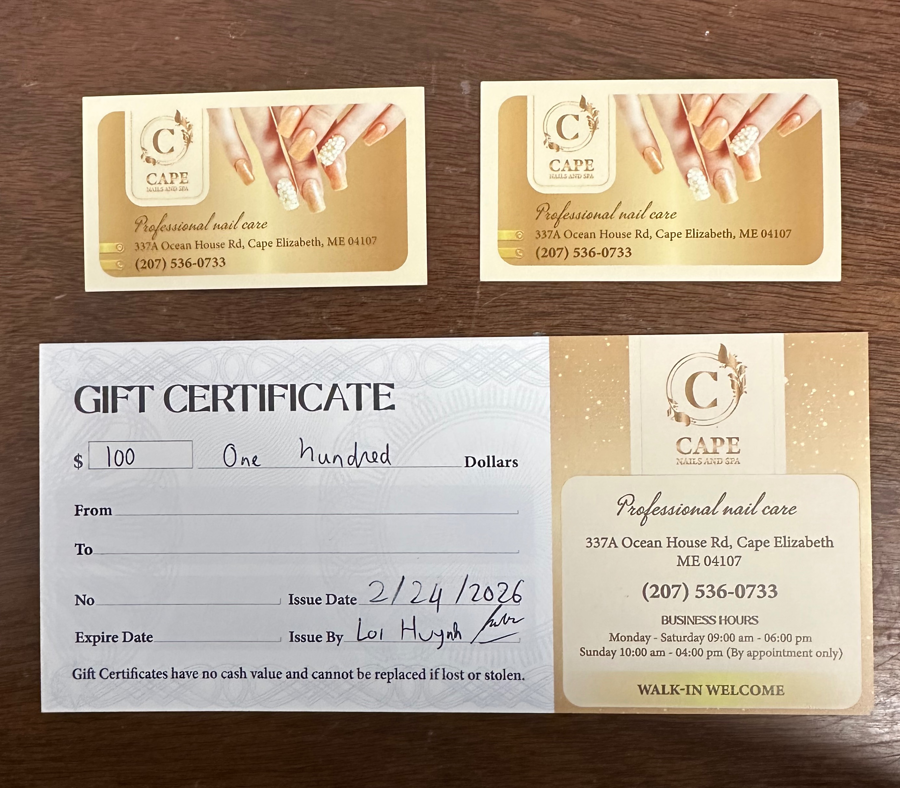 C
CAPE
NAILS AND SPA
Professional nail care
337A Ocean House Rd, Cape Elizabeth, ME 04107
(207) 536-0733
C
CAPE
NAILS AND SPA
Professional nail care
337A Ocean House Rd, Cape Elizabeth, ME 04107
(207) 536-0733
GIFT CERTIFICATE
$ 100 One hundred Dollars
From
To
No Issue Date 2/24/2026
Expire Date Issue By Loi Huynh
Gift Certificates have no cash value and cannot be replaced if lost or stolen.
C
CAPE
NAILS AND SPA
Professional nail care
337A Ocean House Rd, Cape Elizabeth
ME 04107
(207) 536-0733
BUSINESS HOURS
Monday - Saturday 09:00 am - 06:00 pm
Sunday 10:00 am - 04:00 pm (By appointment only)
WALK-IN WELCOME